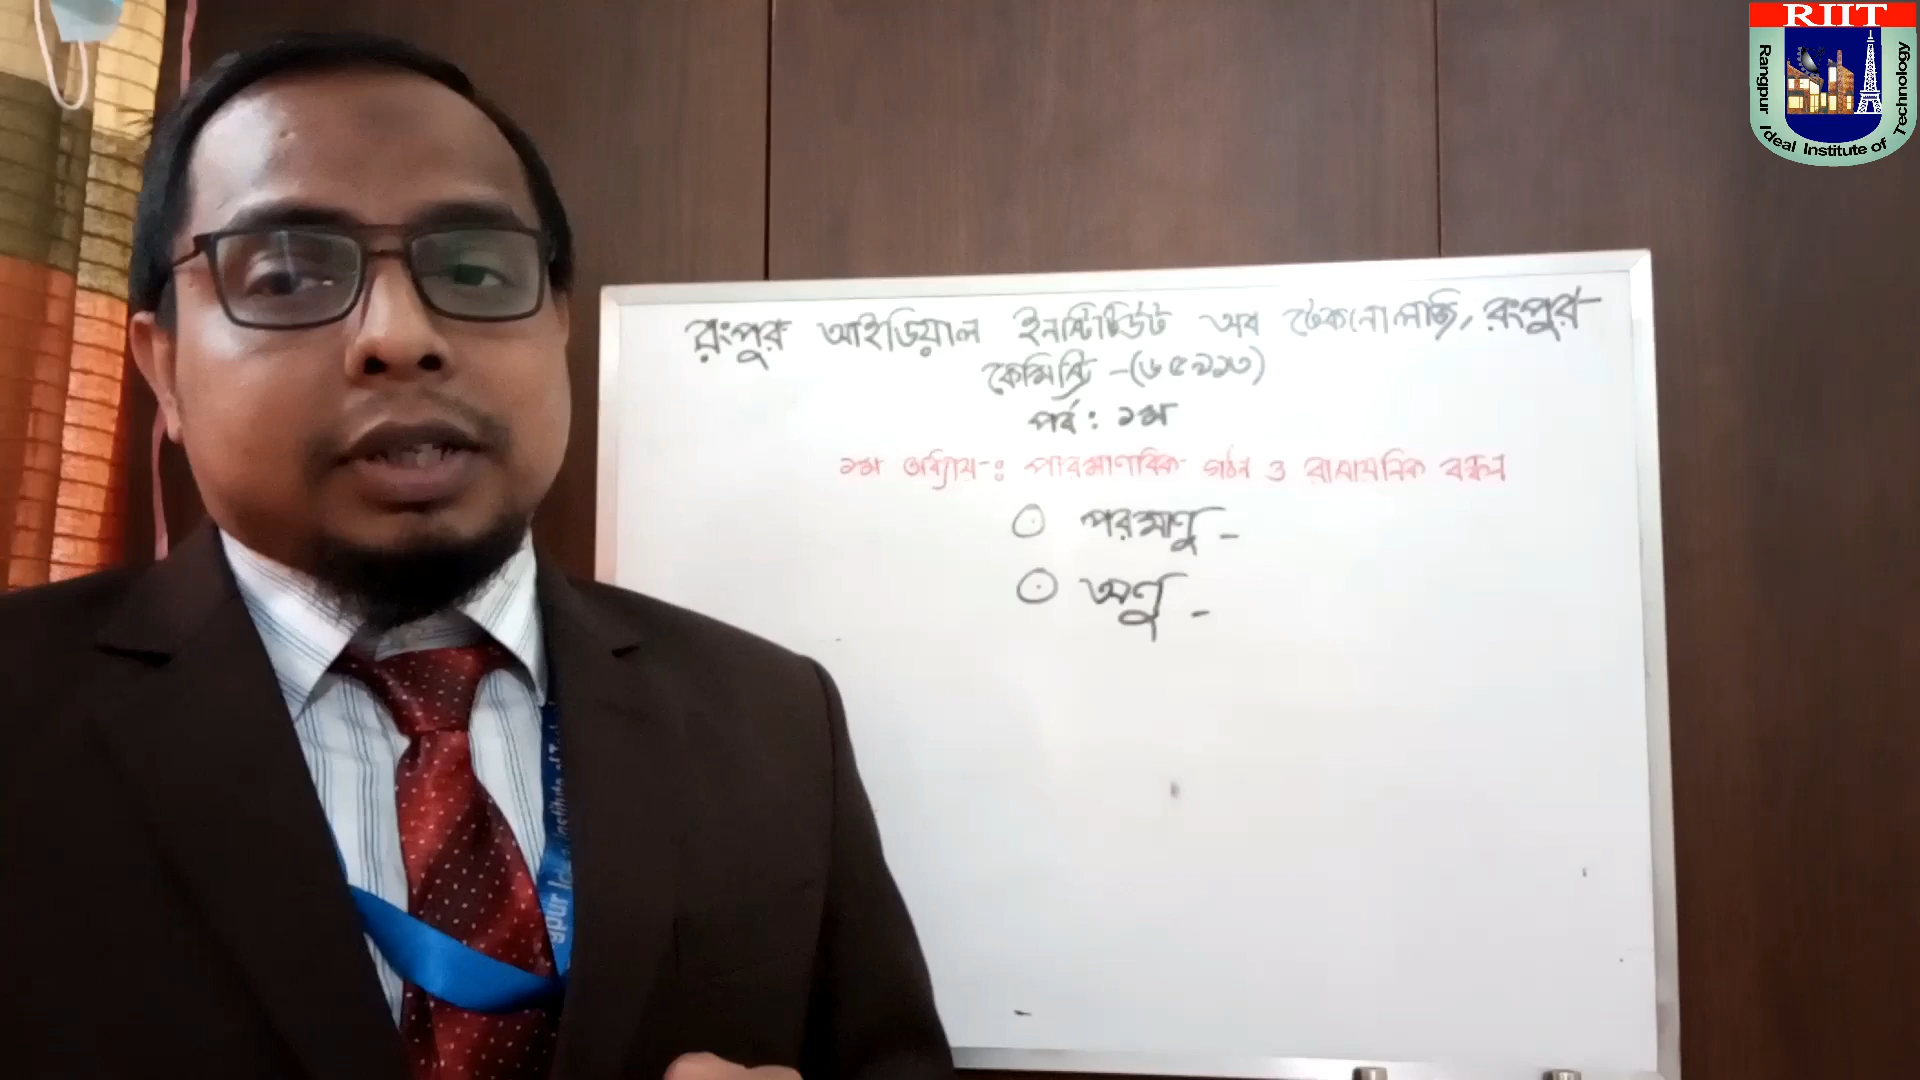 RIIT
Rangpur Ideal Institute of Technology
রংপুর আইডিয়াল ইনস্টিটিউট অব টেকনোলজি, রংপুর
কেমিস্ট্রি -(৬৫৯১৩)
পর্ব : ১ম
১ম অধ্যায় : পারমাণবিক গঠন ও রাসায়নিক বন্ধন
পরমাণু -
অণু -